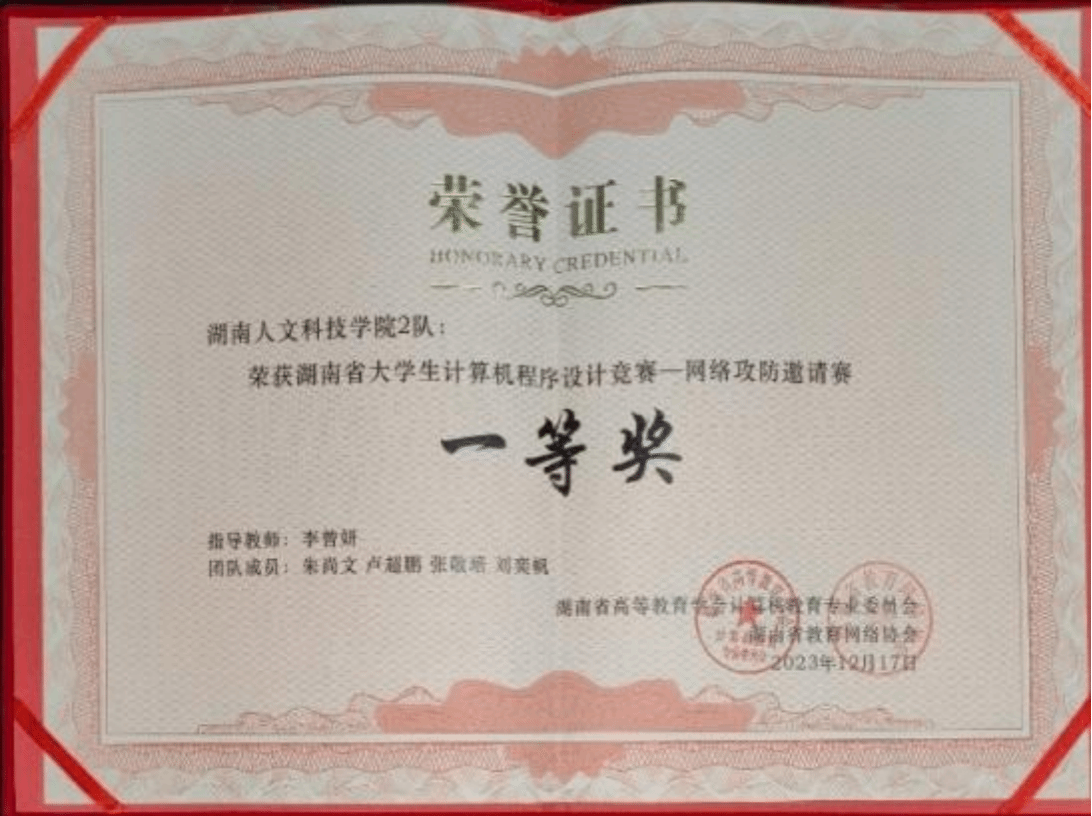 荣誉证书
HONORARY CREDENTIAL
湖南人文科技学院2队:
荣获湖南省大学生计算机程序设计竞赛—网络攻防邀请赛
一等奖
指导教师: 李曾妍
团队成员: 朱尚文 卢超鹏 张敬培 刘奕帆
湖南省高等教育学会计算机教育专业委员会
湖南省教育网络协会
2023年12月17日